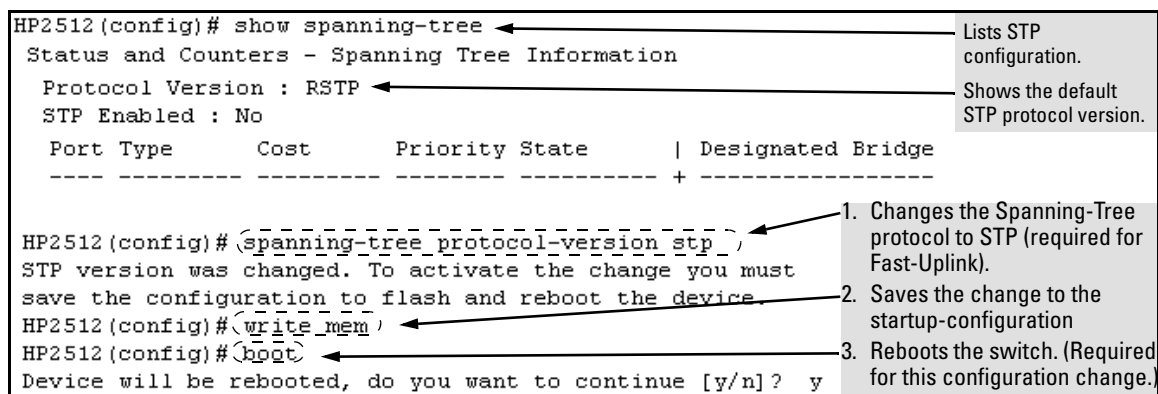 HP2512(config)# show spanning-tree
Lists STP
configuration.
Status and Counters - Spanning Tree Information
Protocol Version : RSTP
Shows the default
STP protocol version.
STP Enabled : No
Port Type Cost Priority State | Designated Bridge
---- --------- --------- -------- ---------- + -----------------
HP2512(config)# spanning-tree protocol-version stp
1. Changes the Spanning-Tree
protocol to STP (required for
Fast-Uplink).
STP version was changed. To activate the change you must
save the configuration to flash and reboot the device.
HP2512(config)# write mem
2. Saves the change to the
startup-configuration
HP2512(config)# boot
3. Reboots the switch. (Required
for this configuration change.)
Device will be rebooted, do you want to continue [y/n]? y